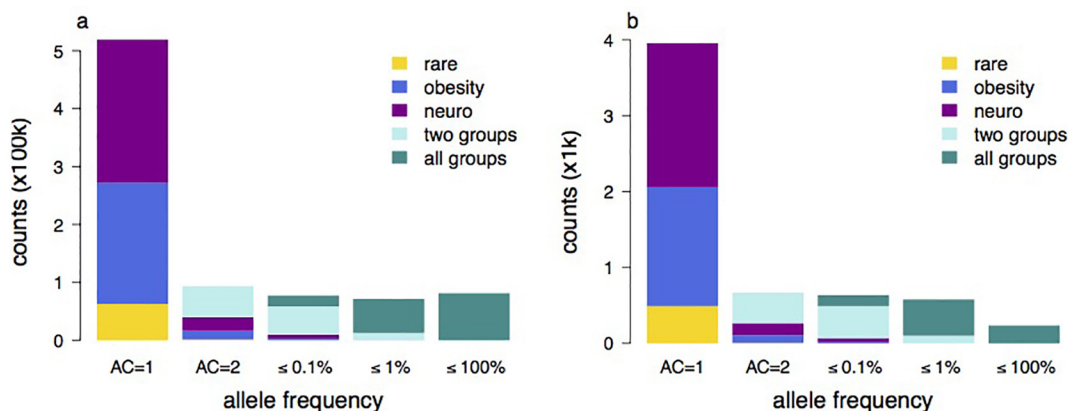 a
counts (x100k)
5
4
3
2
1
0
rare
obesity
neuro
two groups
all groups
AC=1 AC=2 ≤ 0.1% ≤ 1% ≤ 100%
allele frequency
b
counts (x1k)
4
3
2
1
0
rare
obesity
neuro
two groups
all groups
AC=1 AC=2 ≤ 0.1% ≤ 1% ≤ 100%
allele frequency